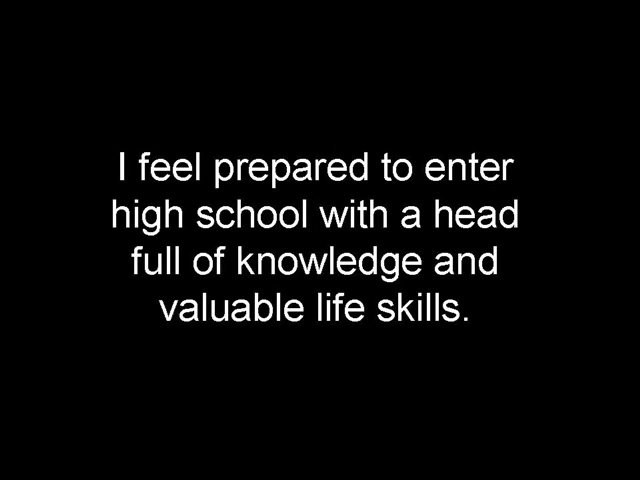 I feel prepared to enter
high school with a head
full of knowledge and
valuable life skills.